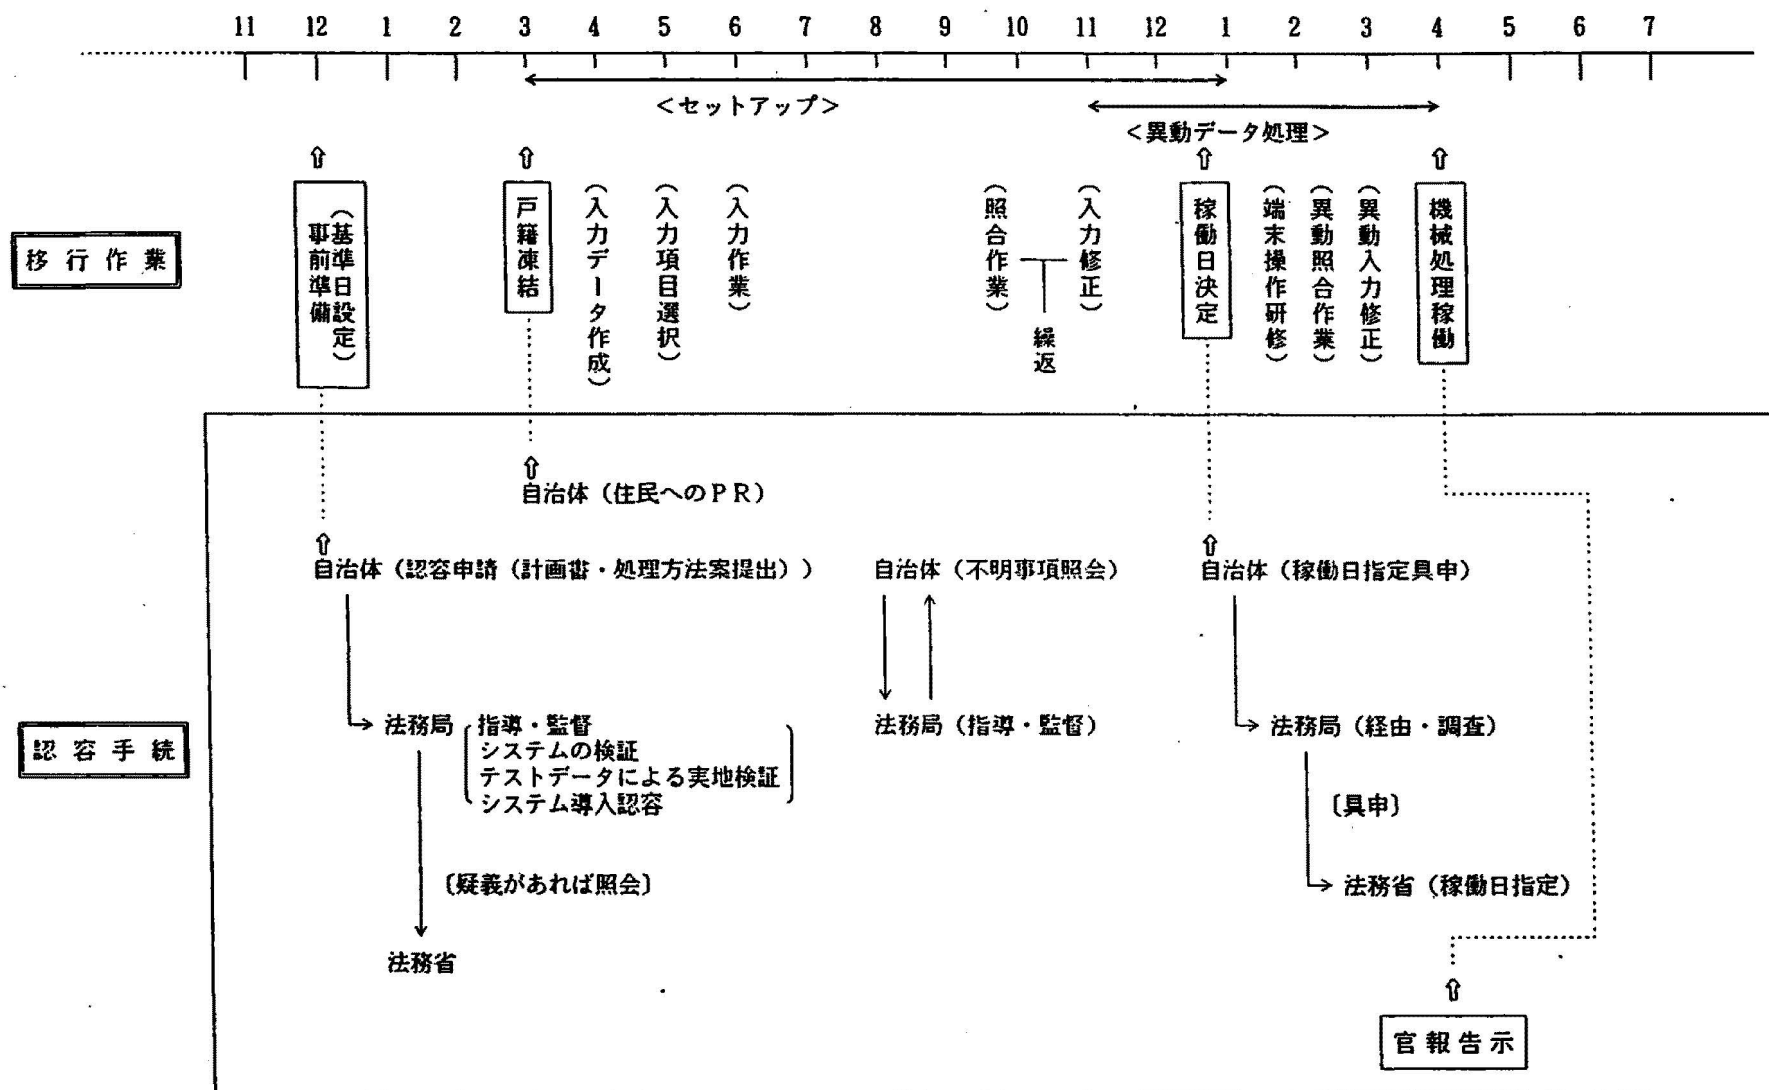 11 12 1 2 3 4 5 6 7 8 9 10 11 12 1 2 3 4 5 6 7
＜セットアップ＞
＜異動データ処理＞
移行作業
事前準備
（基準日設定）
戸籍凍結
（入力データ作成）
（入力項目選択）
（入力作業）
（照合作業）
繰返
（入力修正）
稼働日決定
（端末操作研修）
（異動照合作業）
（異動入力修正）
機械処理稼働
自治体（住民へのＰＲ）
自治体（認容申請（計画書・処理方法案提出））
自治体（不明事項照会）
自治体（稼働日指定具申）
認容手続
法務局
指導・監督
システムの検証
テストデータによる実地検証
システム導入認容
法務局（指導・監督）
法務局（経由・調査）
〔具申〕
〔疑義があれば照会〕
法務省（稼働日指定）
法務省
官報告示